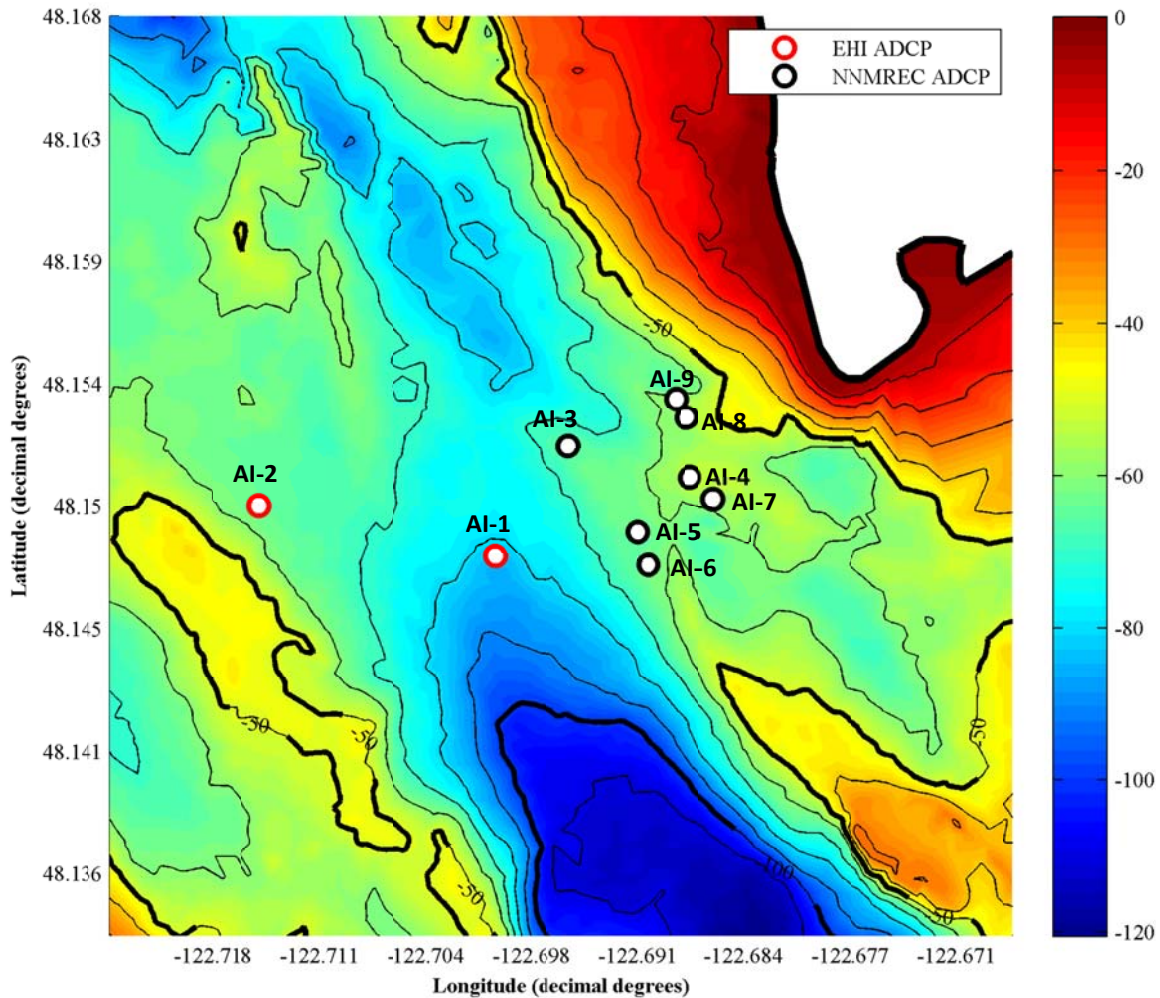 48.168
0
EHI ADCP
NNMREC ADCP
48.163
-20
48.159
-50
-40
48.154
AI-9
AI-3
AI-8
AI-2
AI-4
-60
48.15
AI-7
AI-1
AI-5
AI-6
Latitude (decimal degrees)
48.145
-80
-50
-50
-50
48.141
-100
48.136
-100
-50
-50
-120
-122.718 -122.711 -122.704 -122.698 -122.691 -122.684 -122.677 -122.671
Longitude (decimal degrees)